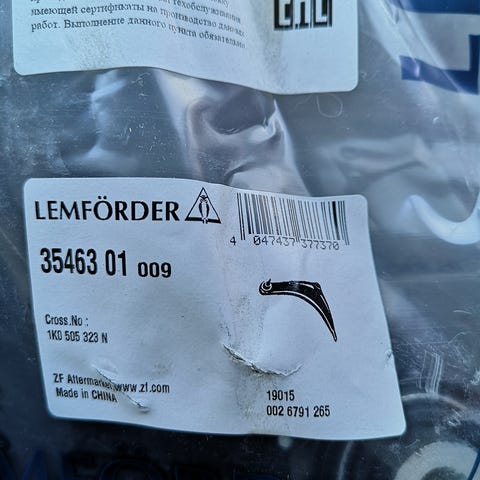 техобслуживания
имеющей сертификаты на производство данных
работ. Выполнение данного пункта обязательно
LEMFÖRDER
4 047437 377370
35463 01 009
Cross.No :
1K0 505 323 N
ZF Aftermarket www.zf.com
Made in CHINA
19015
002 6791 265